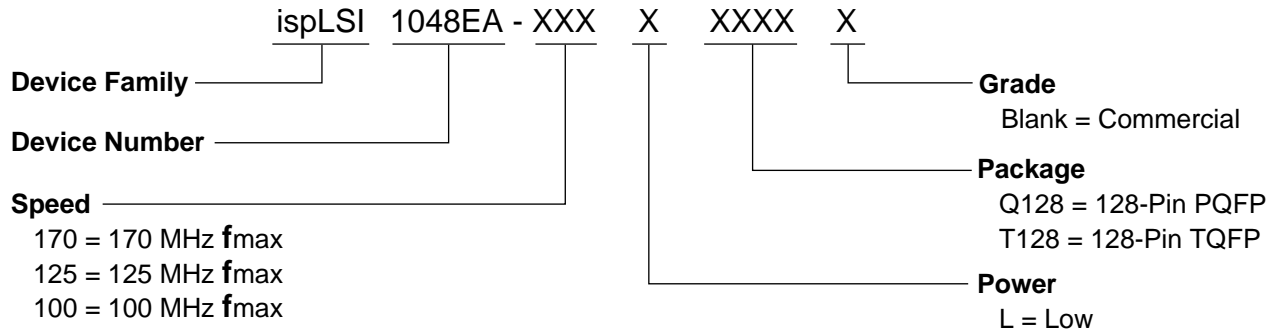 ispLSI 1048EA - XXX X XXXX X
Device Family
Device Number
Speed
170 = 170 MHz fmax
125 = 125 MHz fmax
100 = 100 MHz fmax
Grade
Blank = Commercial
Package
Q128 = 128-Pin PQFP
T128 = 128-Pin TQFP
Power
L = Low